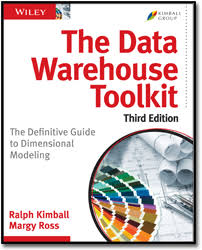 WILEY
KIMBALL
GROUP
The Data
Warehouse
Toolkit
Third Edition
The Definitive Guide
to Dimensional
Modeling
Ralph Kimball
Margy Ross